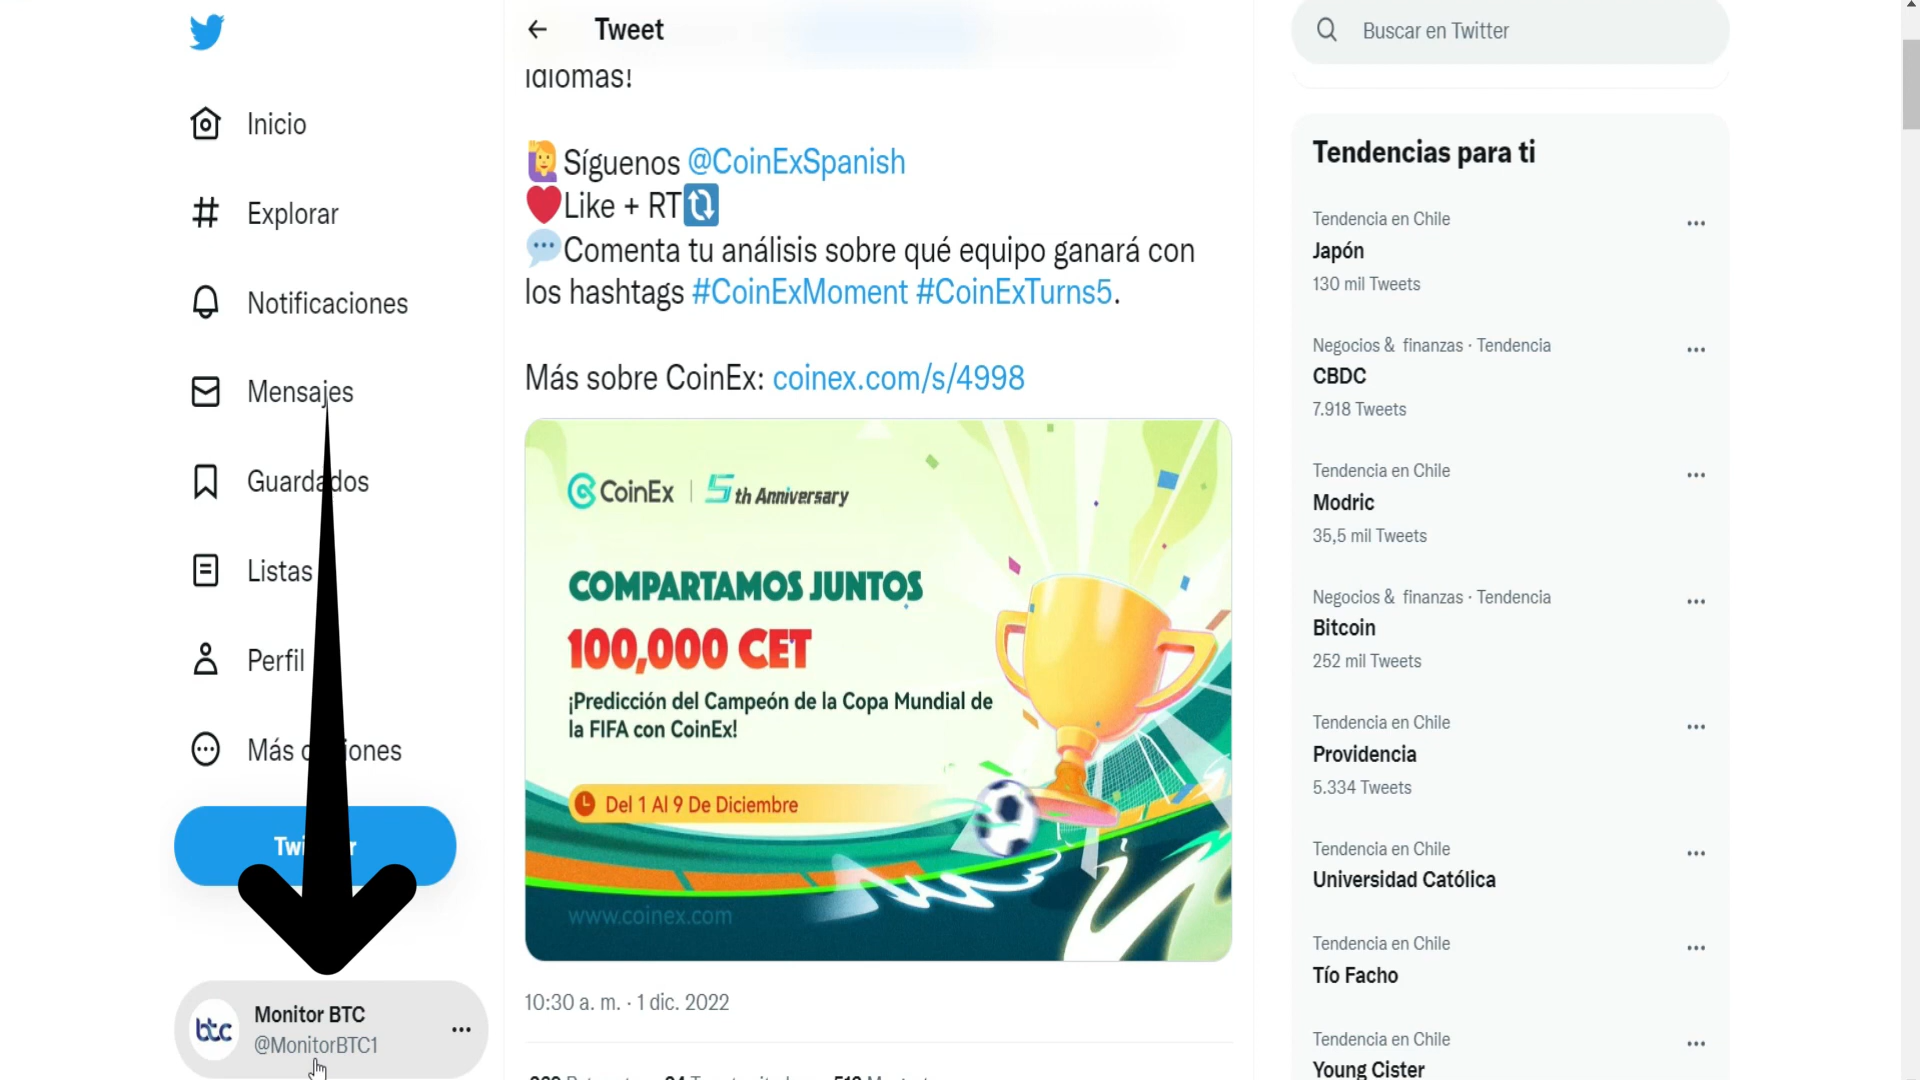 Inicio
Explorar
Notificaciones
Mensajes
Guardados
Listas
Perfil
Monitor BTC
@MonitorBTC1
btc
Tweet
idiomas!
Síguenos @CoinExSpanish
Like + RT
Comenta tu análisis sobre qué equipo ganará con
los hashtags #CoinExMoment #CoinExTurns5.
Más sobre CoinEx: coinex.com/s/4998
CoinEx | 5th Anniversary
COMPARTAMOS JUNTOS
100,000 CET
¡Predicción del Campeón de la Copa Mundial de
la FIFA con CoinEx!
Del 1 Al 9 De Diciembre
www.coinex.com
10:30 a. m. · 1 dic. 2022
Buscar en Twitter
Tendencias para ti
Tendencia en Chile
Japón
130 mil Tweets
Negocios & finanzas · Tendencia
CBDC
7.918 Tweets
Tendencia en Chile
Modric
35,5 mil Tweets
Negocios & finanzas · Tendencia
Bitcoin
252 mil Tweets
Tendencia en Chile
Providencia
5.334 Tweets
Tendencia en Chile
Universidad Católica
Tendencia en Chile
Tío Facho
Tendencia en Chile
Young Cister